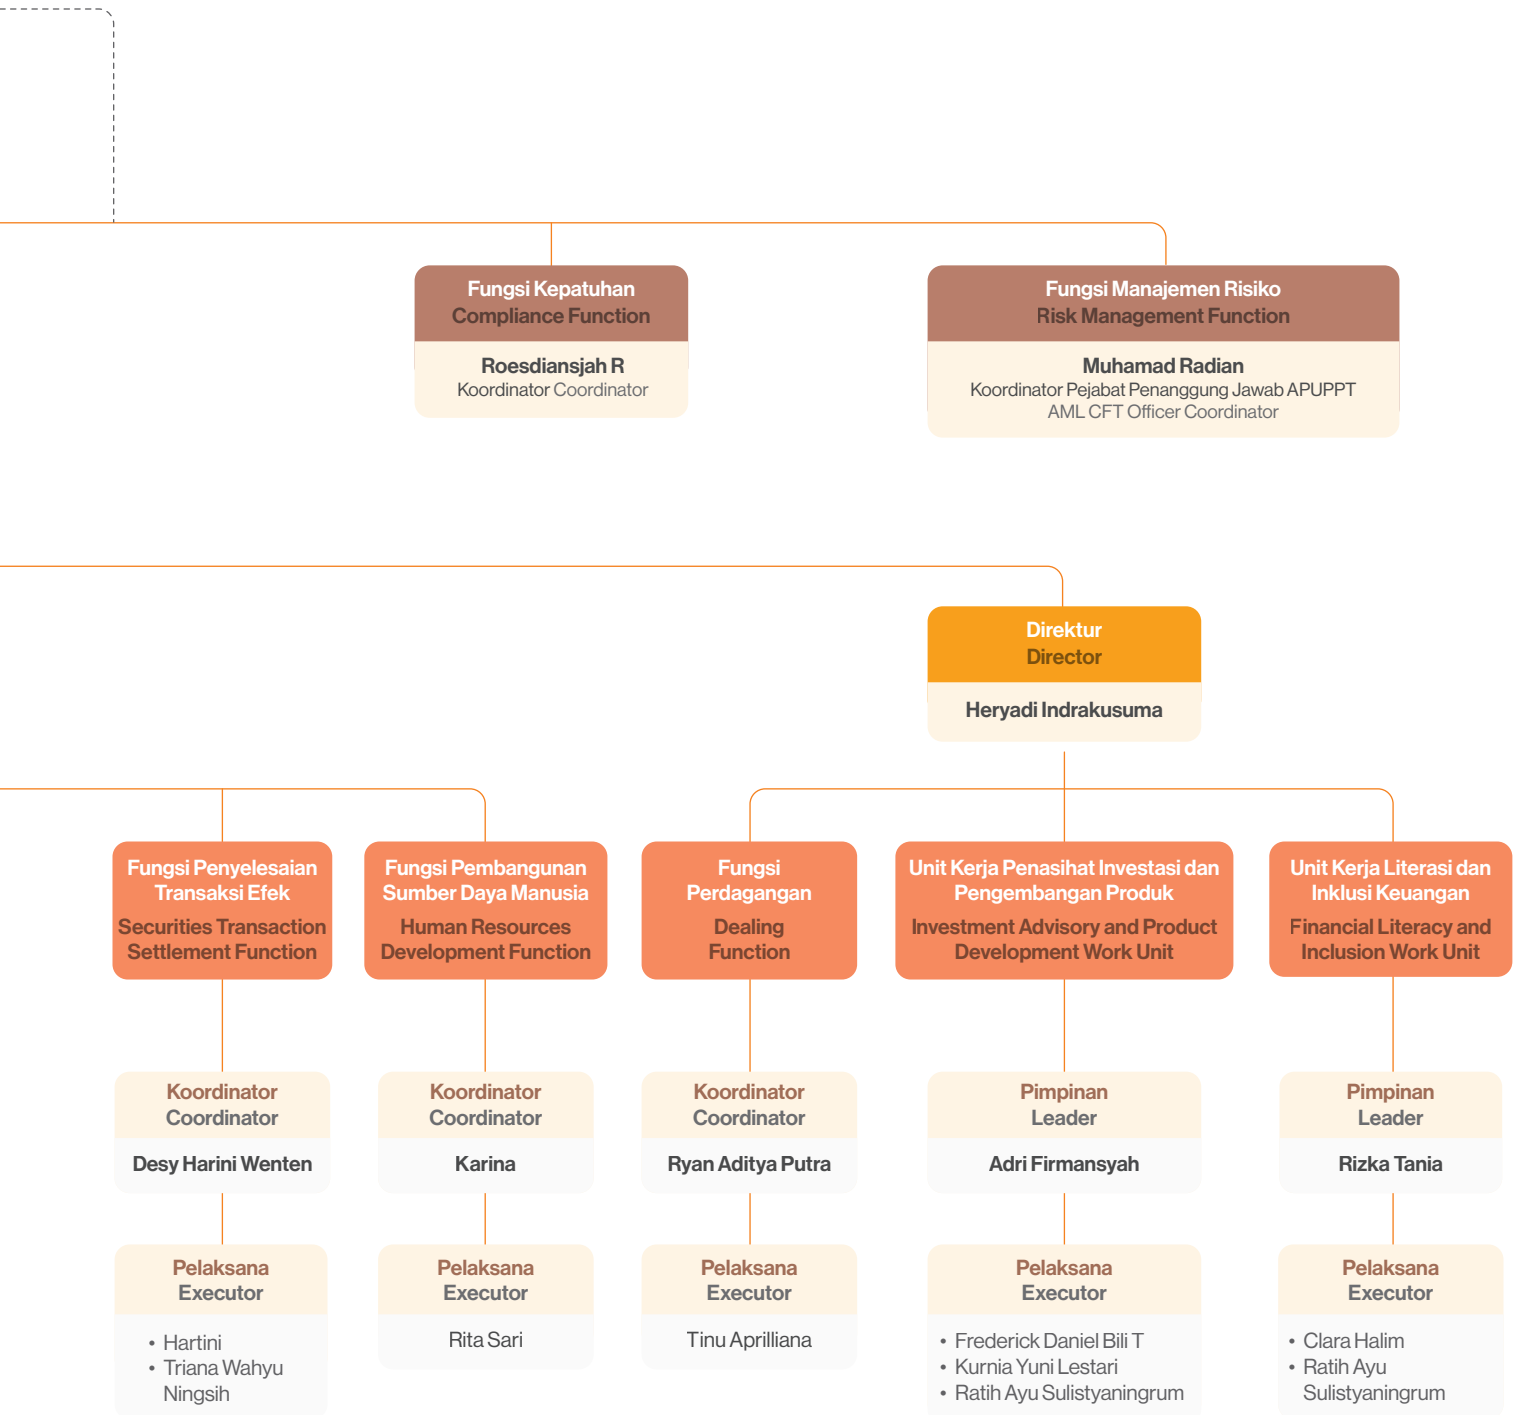 Fungsi Kepatuhan
Compliance Function
Roesdiansjah R
Koordinator Coordinator
Fungsi Manajemen Risiko
Risk Management Function
Muhamad Radian
Koordinator Pejabat Penanggung Jawab APUPPT
AML CFT Officer Coordinator
Direktur
Director
Heryadi Indrakusuma
Fungsi Penyelesaian
Transaksi Efek
Securities Transaction
Settlement Function
Koordinator
Coordinator
Desy Harini Wenten
Pelaksana
Executor
• Hartini
• Triana Wahyu
Ningsih
Fungsi Pembangunan
Sumber Daya Manusia
Human Resources
Development Function
Koordinator
Coordinator
Karina
Pelaksana
Executor
Rita Sari
Fungsi
Perdagangan
Dealing
Function
Koordinator
Coordinator
Ryan Aditya Putra
Pelaksana
Executor
Tinu Aprilliana
Unit Kerja Penasihat Investasi dan
Pengembangan Produk
Investment Advisory and Product
Development Work Unit
Pimpinan
Leader
Adri Firmansyah
Pelaksana
Executor
• Frederick Daniel Bili T
• Kurnia Yuni Lestari
• Ratih Ayu Sulistyaningrum
Unit Kerja Literasi dan
Inklusi Keuangan
Financial Literacy and
Inclusion Work Unit
Pimpinan
Leader
Rizka Tania
Pelaksana
Executor
• Clara Halim
• Ratih Ayu
Sulistyaningrum